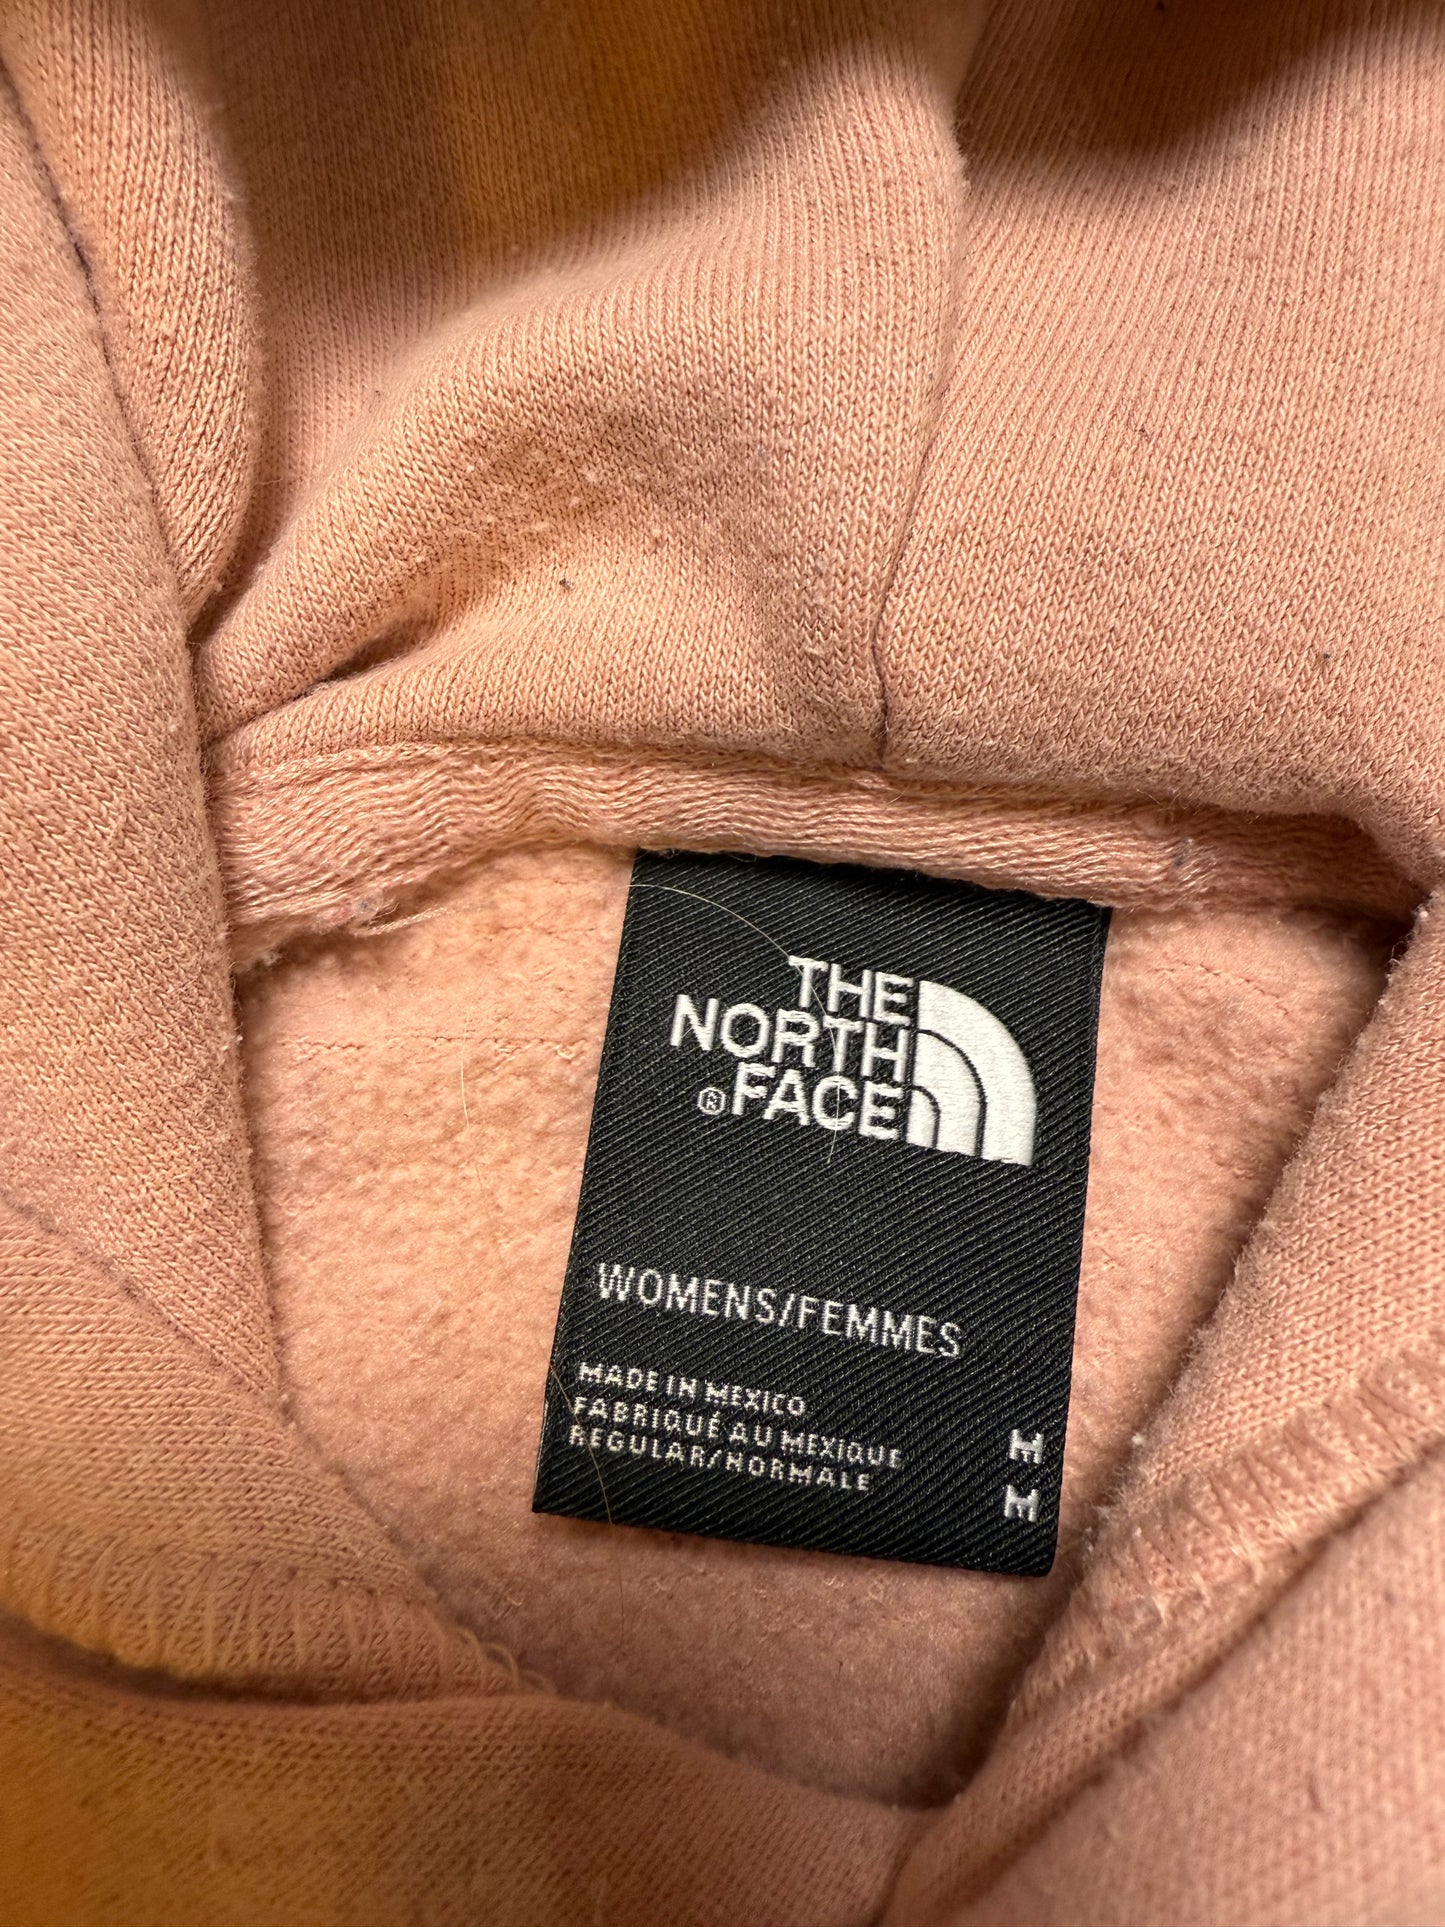 THE
NORTH
®FACE
WOMENS/FEMMES
MADE IN MEXICO
FABRIQUÉ AU MEXIQUE M
REGULAR/NORMALE M